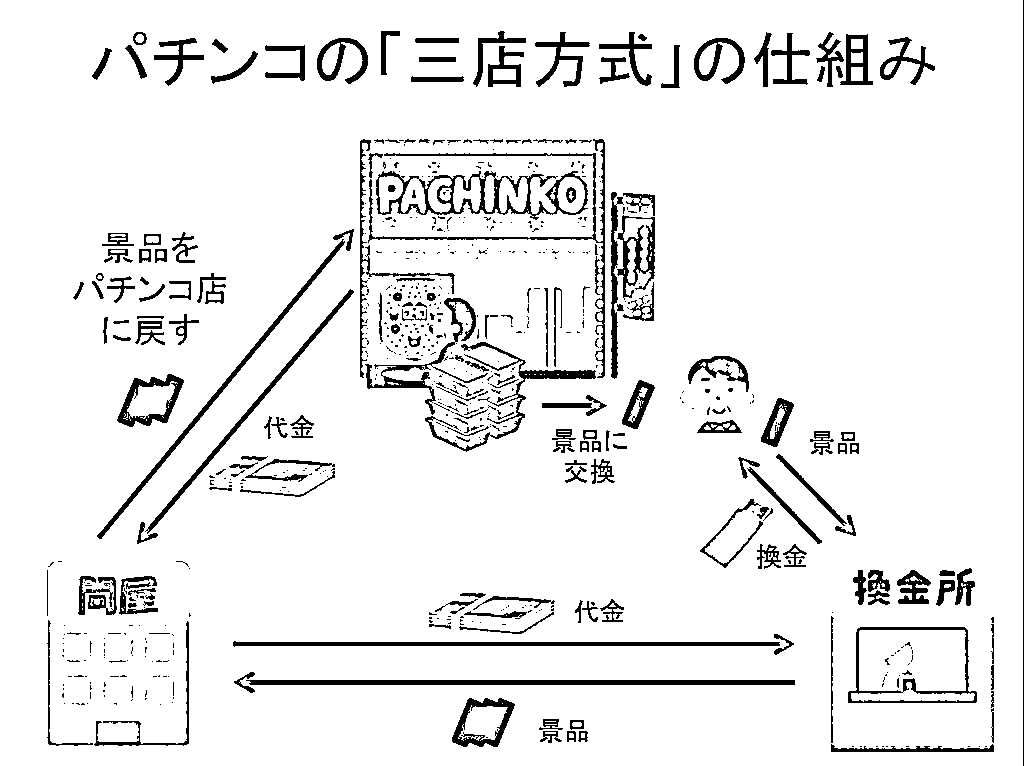 パチンコの「三店方式」の仕組み
PACHINKO
景品を
パチンコ店
に戻す
代金
景品に
交換
景品
換金
問屋
換金所
代金
景品